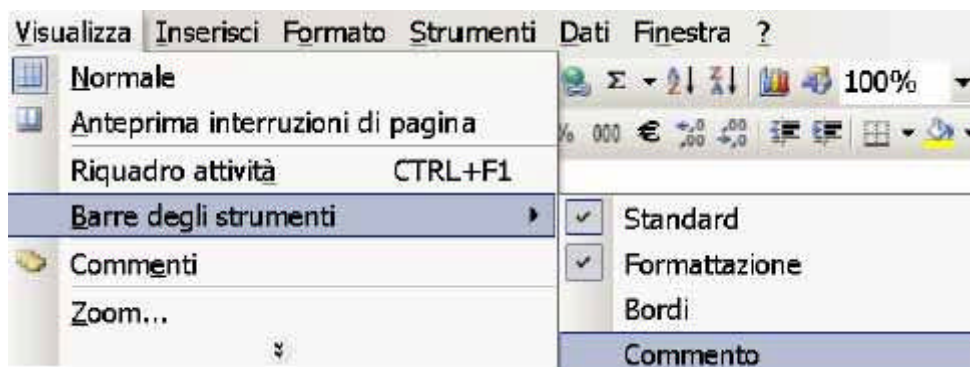 Visualizza Inserisci Formato Strumenti Dati Finestra ?
Normale
Σ 100%
Anteprima interruzioni di pagina
% 000 €
Riquadro attività CTRL+F1
Barre degli strumenti
Standard
Commenti
Formattazione
Zoom...
Bordi
Commento